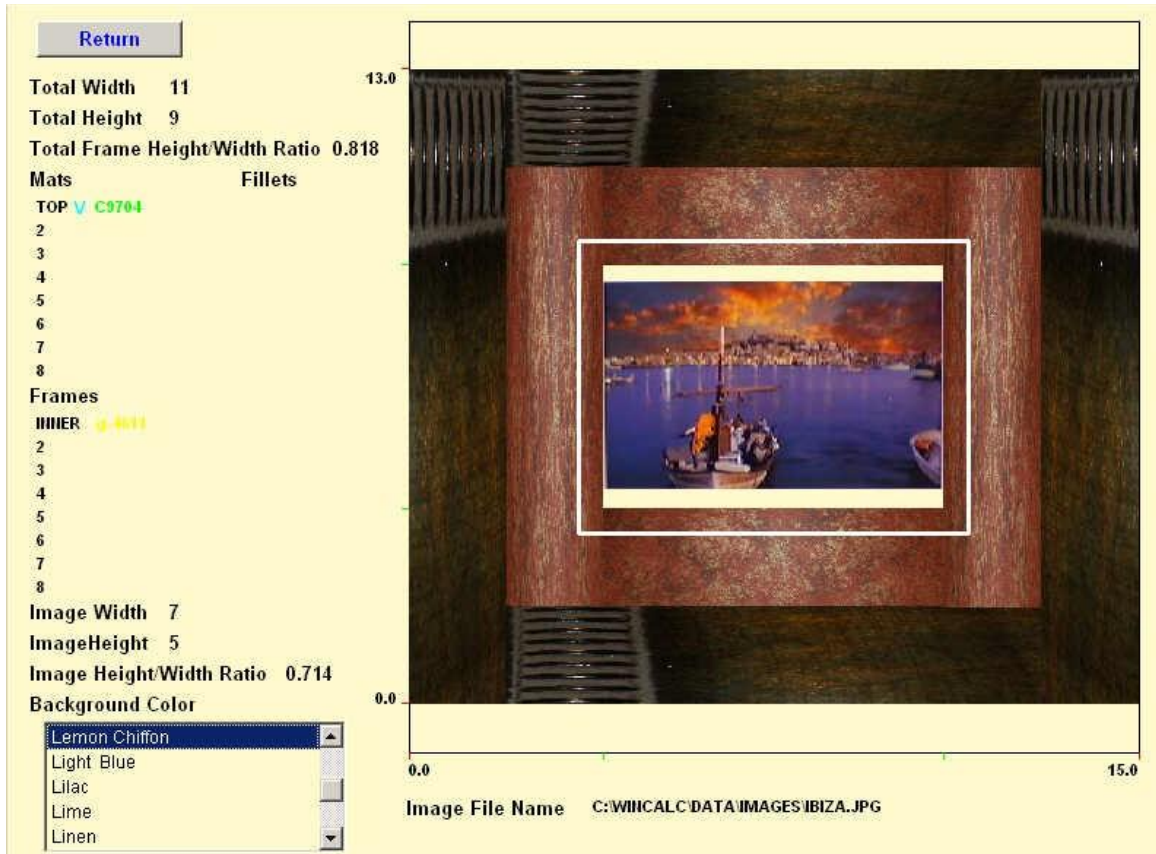 Return
Total Width 11
Total Height 9
Total Frame Height/Width Ratio 0.818
Mats Fillets
TOP V C9704
2
3
4
5
6
7
8
Frames
INNER
2
3
4
5
6
7
8
Image Width 7
ImageHeight 5
Image Height/Width Ratio 0.714
Background Color
Lemon Chiffon
Light Blue
Lilac
Lime
Linen
13.0
0.0
0.0 15.0
Image File Name C:\WINCALC\DATA\IMAGES\IBIZA.JPG